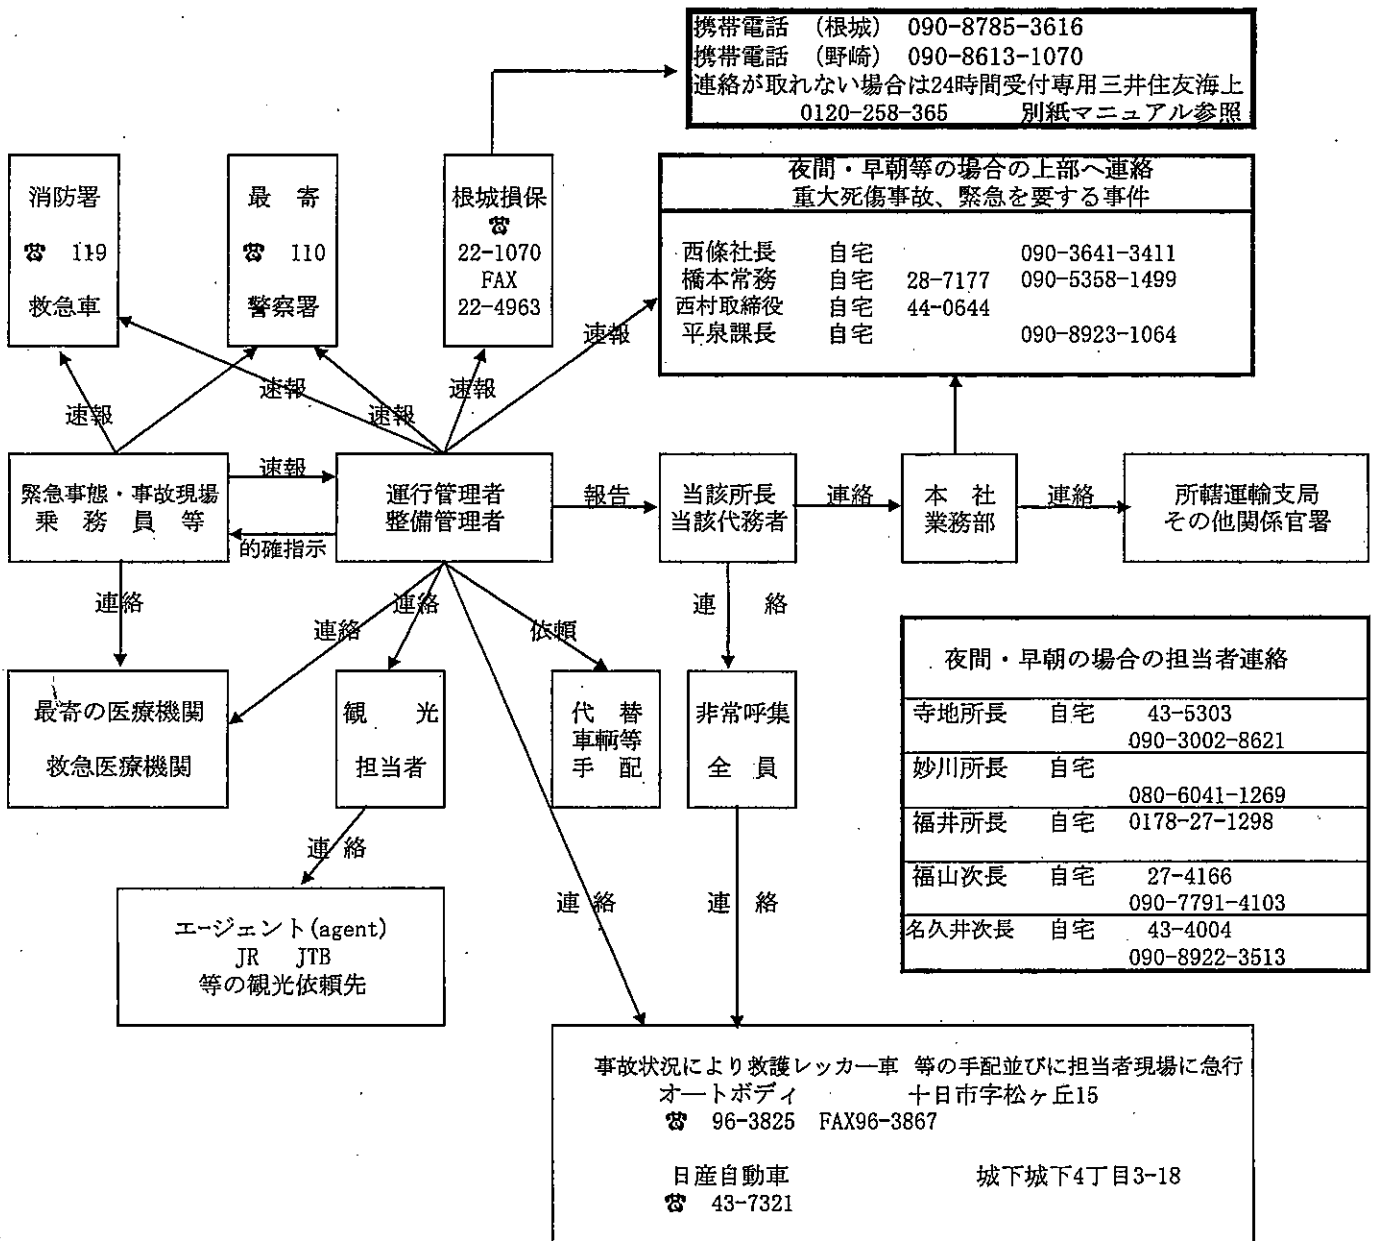 携帯電話 (根城) 090-8785-3616
携帯電話 (野崎) 090-8613-1070
連絡が取れない場合は24時間受付専用三井住友海上
0120-258-365 別紙マニュアル参照
消防署
☎ 119
救急車
最 寄
☎ 110
警察署
根城損保
☎
22-1070
FAX
22-4963
夜間・早朝等の場合の上部へ連絡
重大死傷事故、緊急を要する事件
西條社長 自宅 090-3641-3411
橋本常務 自宅 28-7177 090-5358-1499
西村取締役 自宅 44-0644
平泉課長 自宅 090-8923-1064
速報
速報
速報
速報
速報
緊急事態・事故現場
乗 務 員 等
速報
的確指示
運行管理者
整備管理者
報告
当該所長
当該代務者
連絡
本 社
業務部
連絡
所轄運輸支局
その他関係官署
連絡
連絡
連絡
依頼
連 絡
最寄の医療機関
救急医療機関
観 光
担当者
代 替
車輌等
手 配
非常呼集
全 員
夜間・早朝の場合の担当者連絡
寺地所長 自宅 43-5303
090-3002-8621
妙川所長 自宅
080-6041-1269
福井所長 自宅 0178-27-1298
福山次長 自宅 27-4166
090-7791-4103
名久井次長 自宅 43-4004
090-8922-3513
連 絡
エージェント(agent)
JR JTB
等の観光依頼先
連 絡
連 絡
事故状況により救護レッカー車 等の手配並びに担当者現場に急行
オートボディ 十日市字松ヶ丘15
☎ 96-3825 FAX96-3867
日産自動車 城下城下4丁目3-18
☎ 43-7321